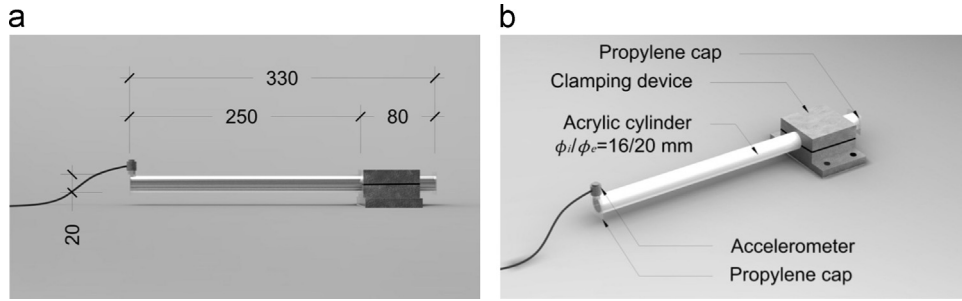 a
330
250
80
20
b
Propylene cap
Clamping device
Acrylic cylinder
ϕi/ϕe=16/20 mm
Accelerometer
Propylene cap